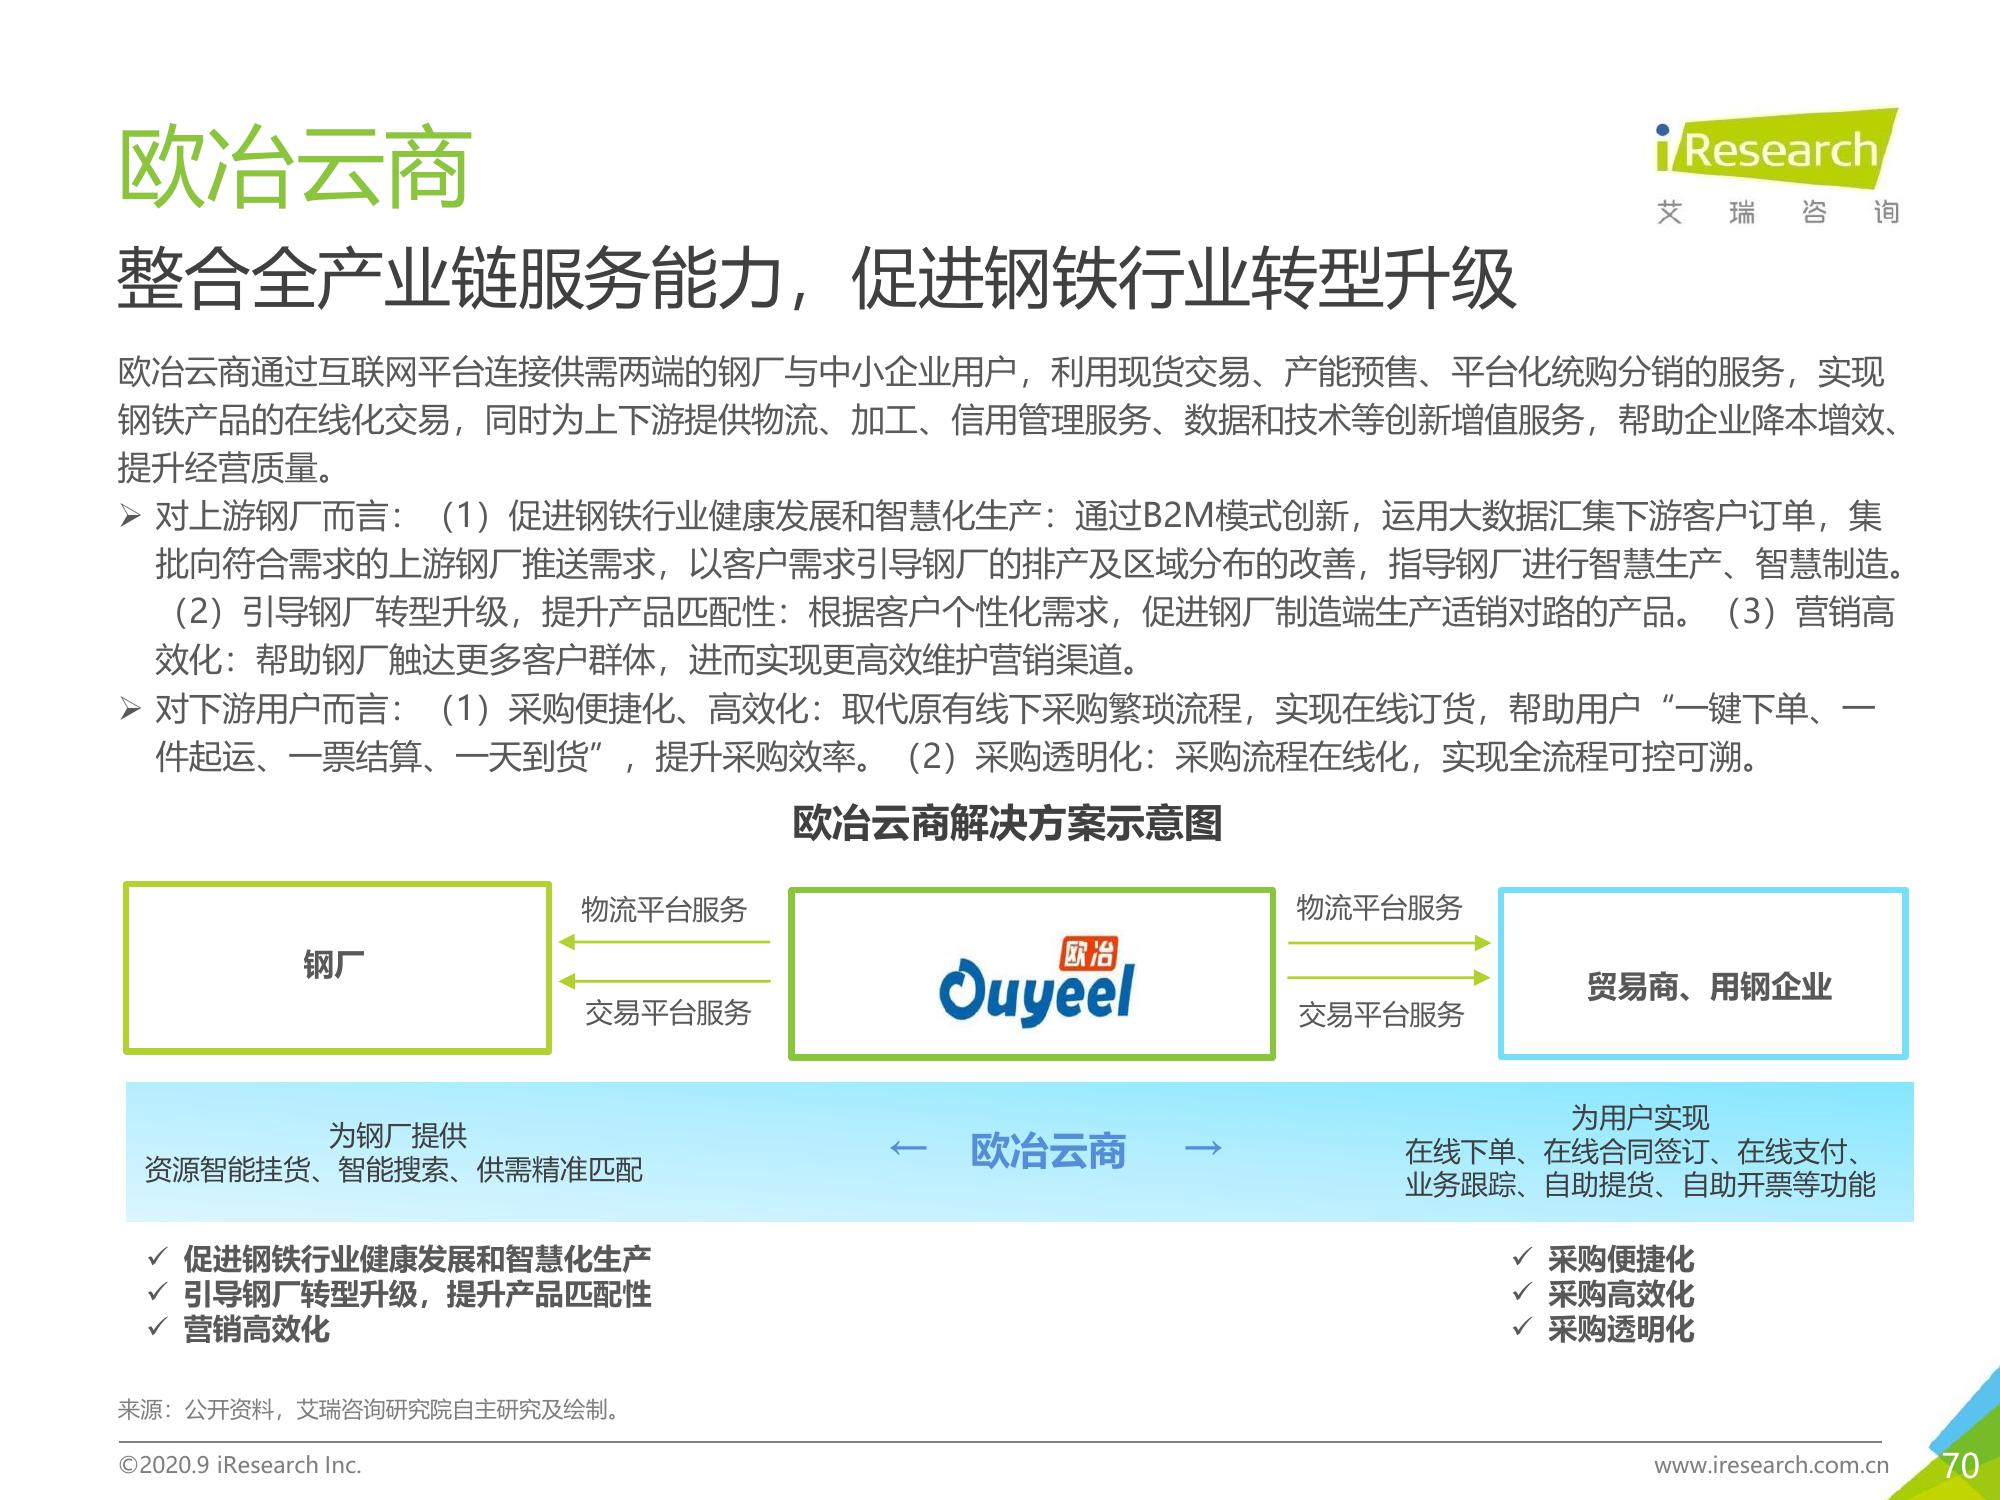 欧冶云商
iResearch
艾瑞咨询
整合全产业链服务能力，促进钢铁行业转型升级
欧冶云商通过互联网平台连接供需两端的钢厂与中小企业用户，利用现货交易、产能预售、平台化统购分销的服务，实现
钢铁产品的在线化交易，同时为上下游提供物流、加工、信用管理服务、数据和技术等创新增值服务，帮助企业降本增效、
提升经营质量。
➢ 对上游钢厂而言：（1）促进钢铁行业健康发展和智慧化生产：通过B2M模式创新，运用大数据汇集下游客户订单，集
批向符合需求的上游钢厂推送需求，以客户需求引导钢厂的排产及区域分布的改善，指导钢厂进行智慧生产、智慧制造。
（2）引导钢厂转型升级，提升产品匹配性：根据客户个性化需求，促进钢厂制造端生产适销对路的产品。（3）营销高
效化：帮助钢厂触达更多客户群体，进而实现更高效维护营销渠道。
➢ 对下游用户而言：（1）采购便捷化、高效化：取代原有线下采购繁琐流程，实现在线订货，帮助用户“一键下单、一
件起运、一票结算、一天到货”，提升采购效率。（2）采购透明化：采购流程在线化，实现全流程可控可溯。
欧冶云商解决方案示意图
钢厂
物流平台服务
交易平台服务
欧冶
Ouyeel
物流平台服务
交易平台服务
贸易商、用钢企业
为钢厂提供
资源智能挂货、智能搜索、供需精准匹配
← 欧冶云商 →
为用户实现
在线下单、在线合同签订、在线支付、
业务跟踪、自助提货、自助开票等功能
✓ 促进钢铁行业健康发展和智慧化生产
✓ 引导钢厂转型升级，提升产品匹配性
✓ 营销高效化
✓ 采购便捷化
✓ 采购高效化
✓ 采购透明化
来源：公开资料，艾瑞咨询研究院自主研究及绘制。
©2020.9 iResearch Inc.
www.iresearch.com.cn
70